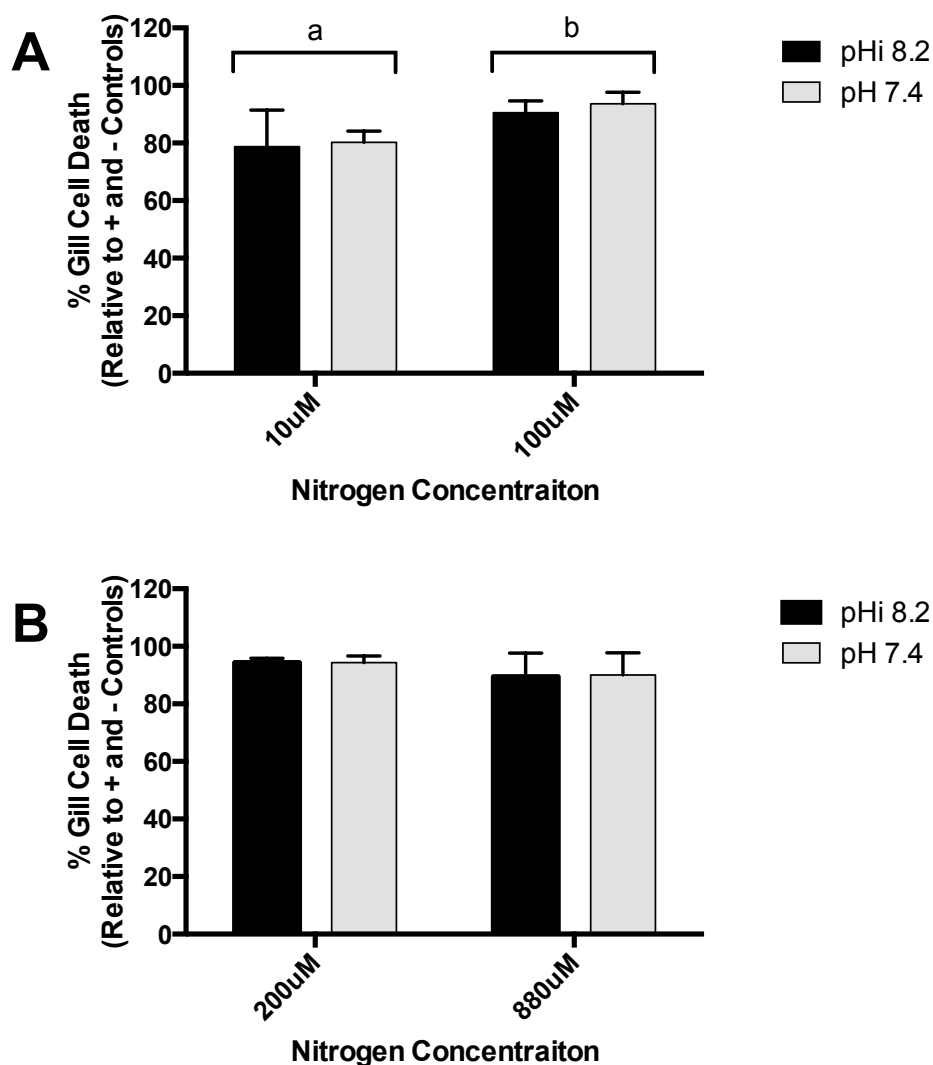 A
120
100
80
60
40
20
0
% Gill Cell Death
(Relative to + and - Controls)
a
b
pHi 8.2
pH 7.4
10uM
100uM
Nitrogen Concentraiton
B
120
100
80
60
40
20
0
% Gill Cell Death
(Relative to + and - Controls)
pHi 8.2
pH 7.4
200uM
880uM
Nitrogen Concentraiton